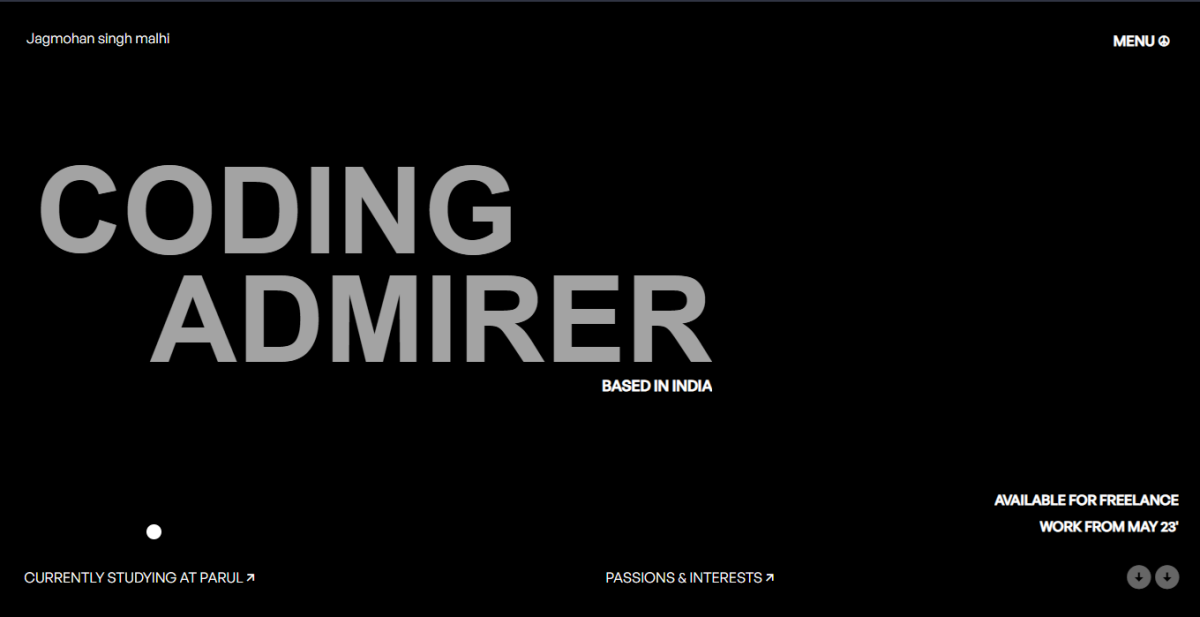 Jagmohan singh malhi
MENU ☮
CODING
ADMIRER
BASED IN INDIA
AVAILABLE FOR FREELANCE
WORK FROM MAY 23'
CURRENTLY STUDYING AT PARUL
PASSIONS & INTERESTS